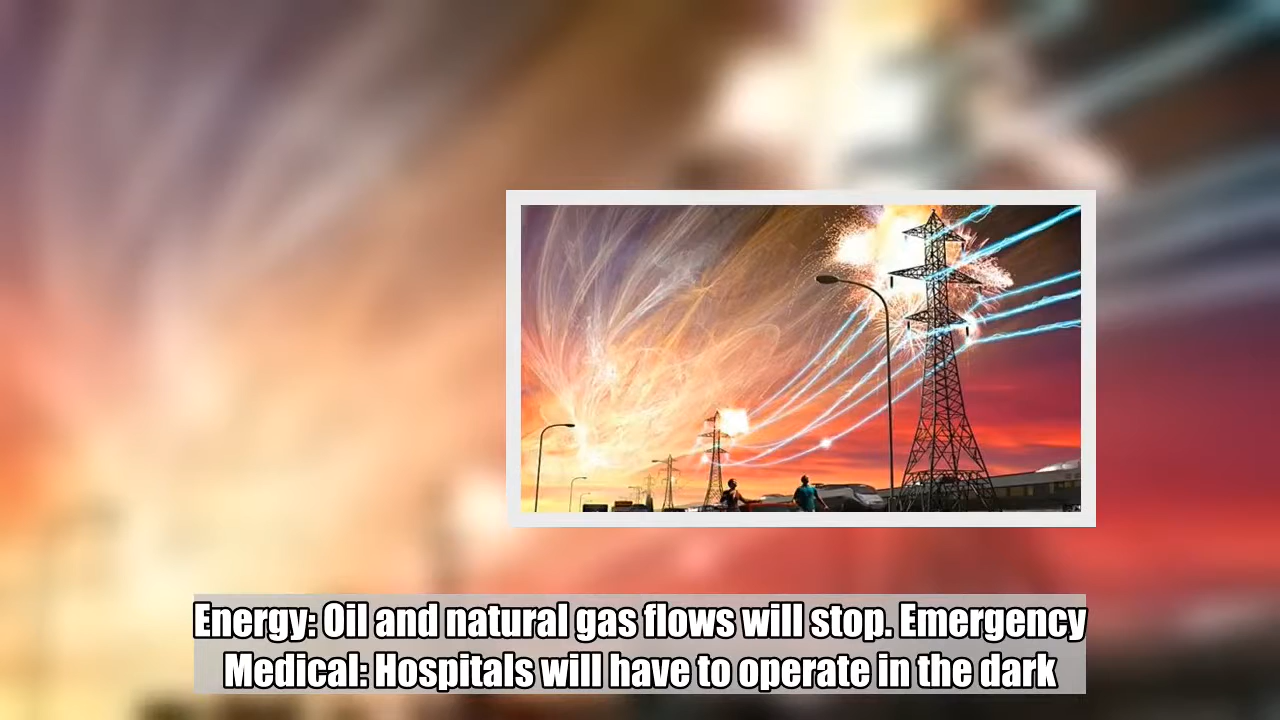 Energy: Oil and natural gas flows will stop. Emergency
Medical: Hospitals will have to operate in the dark